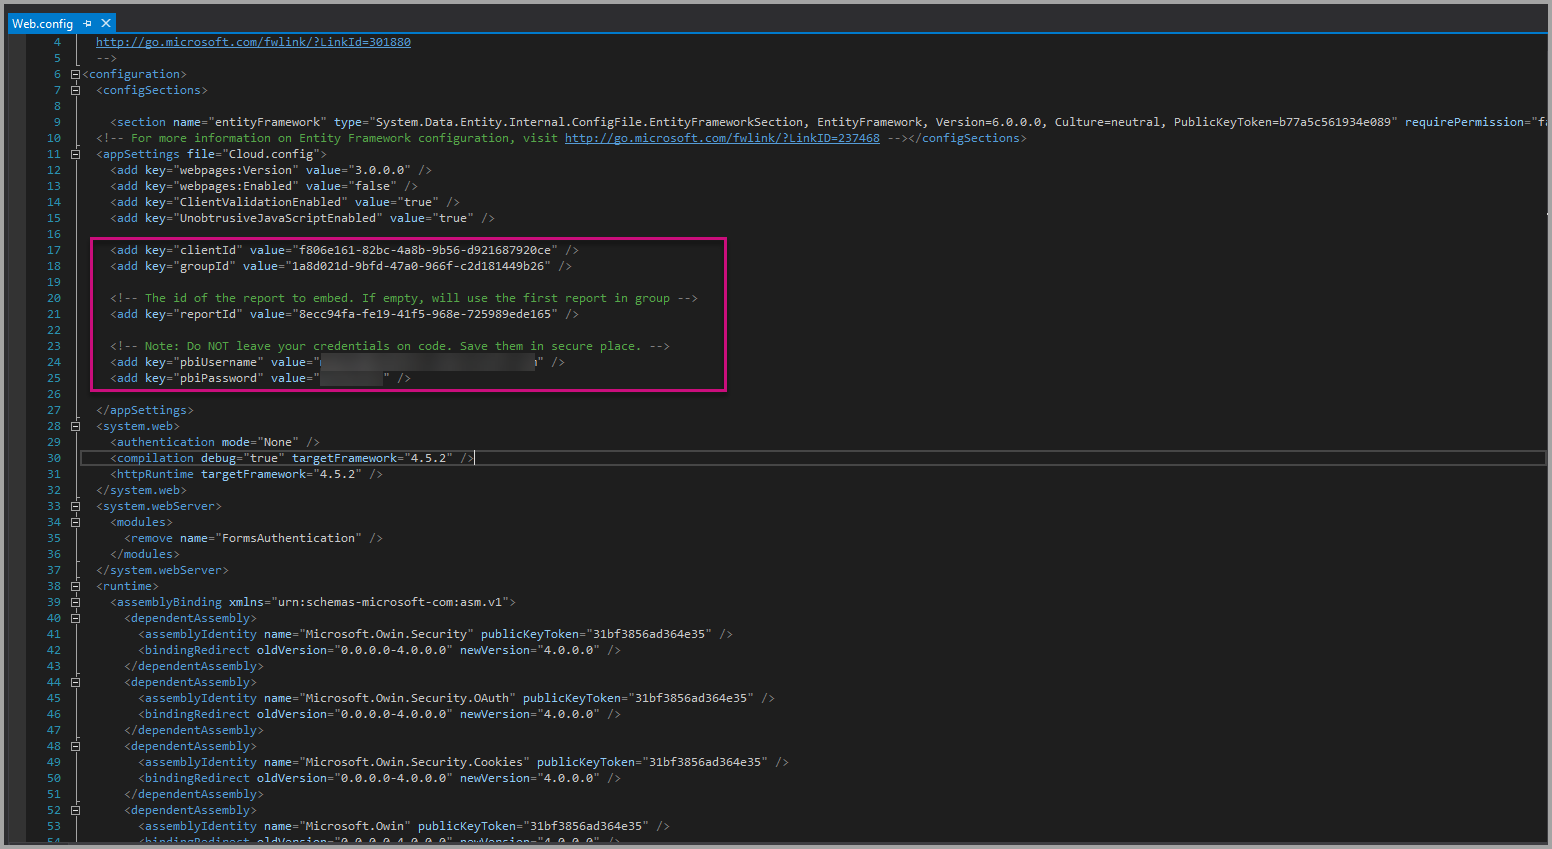 Web.config
4 http://go.microsoft.com/fwlink/?LinkId=301880
5 -->
6 <configuration>
7 <configSections>
8
9 <section name="entityFramework" type="System.Data.Entity.Internal.ConfigFile.EntityFrameworkSection, EntityFramework, Version=6.0.0.0, Culture=neutral, PublicKeyToken=b77a5c561934e089" requirePermission="fa
10 <!-- For more information on Entity Framework configuration, visit http://go.microsoft.com/fwlink/?LinkID=237468 --></configSections>
11 <appSettings file="Cloud.config">
12 <add key="webpages:Version" value="3.0.0.0" />
13 <add key="webpages:Enabled" value="false" />
14 <add key="ClientValidationEnabled" value="true" />
15 <add key="UnobtrusiveJavaScriptEnabled" value="true" />
16
17 <add key="clientId" value="f806e161-82bc-4a8b-9b56-d921687920ce" />
18 <add key="groupId" value="1a8d021d-9bfd-47a0-966f-c2d181449b26" />
19
20 <!-- The id of the report to embed. If empty, will use the first report in group -->
21 <add key="reportId" value="8ecc94fa-fe19-41f5-968e-725989ede165" />
22
23 <!-- Note: Do NOT leave your credentials on code. Save them in secure place. -->
24 <add key="pbiUsername" value=" " />
25 <add key="pbiPassword" value=" " />
26
27 </appSettings>
28 <system.web>
29 <authentication mode="None" />
30 <compilation debug="true" targetFramework="4.5.2" />
31 <httpRuntime targetFramework="4.5.2" />
32 </system.web>
33 <system.webServer>
34 <modules>
35 <remove name="FormsAuthentication" />
36 </modules>
37 </system.webServer>
38 <runtime>
39 <assemblyBinding xmlns="urn:schemas-microsoft-com:asm.v1">
40 <dependentAssembly>
41 <assemblyIdentity name="Microsoft.Owin.Security" publicKeyToken="31bf3856ad364e35" />
42 <bindingRedirect oldVersion="0.0.0.0-4.0.0.0" newVersion="4.0.0.0" />
43 </dependentAssembly>
44 <dependentAssembly>
45 <assemblyIdentity name="Microsoft.Owin.Security.OAuth" publicKeyToken="31bf3856ad364e35" />
46 <bindingRedirect oldVersion="0.0.0.0-4.0.0.0" newVersion="4.0.0.0" />
47 </dependentAssembly>
48 <dependentAssembly>
49 <assemblyIdentity name="Microsoft.Owin.Security.Cookies" publicKeyToken="31bf3856ad364e35" />
50 <bindingRedirect oldVersion="0.0.0.0-4.0.0.0" newVersion="4.0.0.0" />
51 </dependentAssembly>
52 <dependentAssembly>
53 <assemblyIdentity name="Microsoft.Owin" publicKeyToken="31bf3856ad364e35" />
54 <bindingRedirect oldVersion="0.0.0.0-4.0.0.0" newVersion="4.0.0.0" />